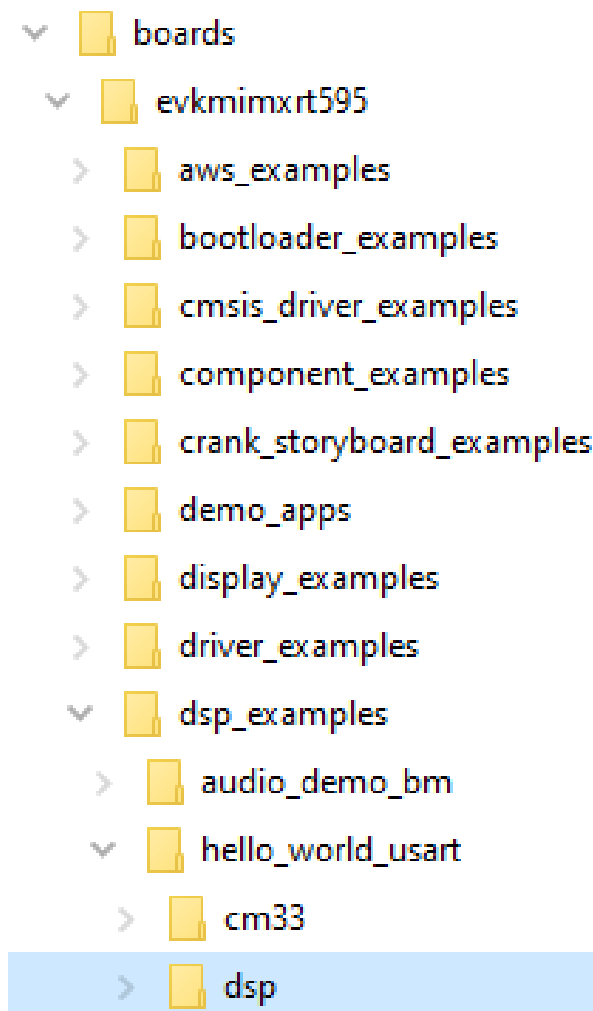 boards
evkmimxrt595
aws_examples
bootloader_examples
cmsis_driver_examples
component_examples
crank_storyboard_examples
demo_apps
display_examples
driver_examples
dsp_examples
audio_demo_bm
hello_world_usart
cm33
dsp